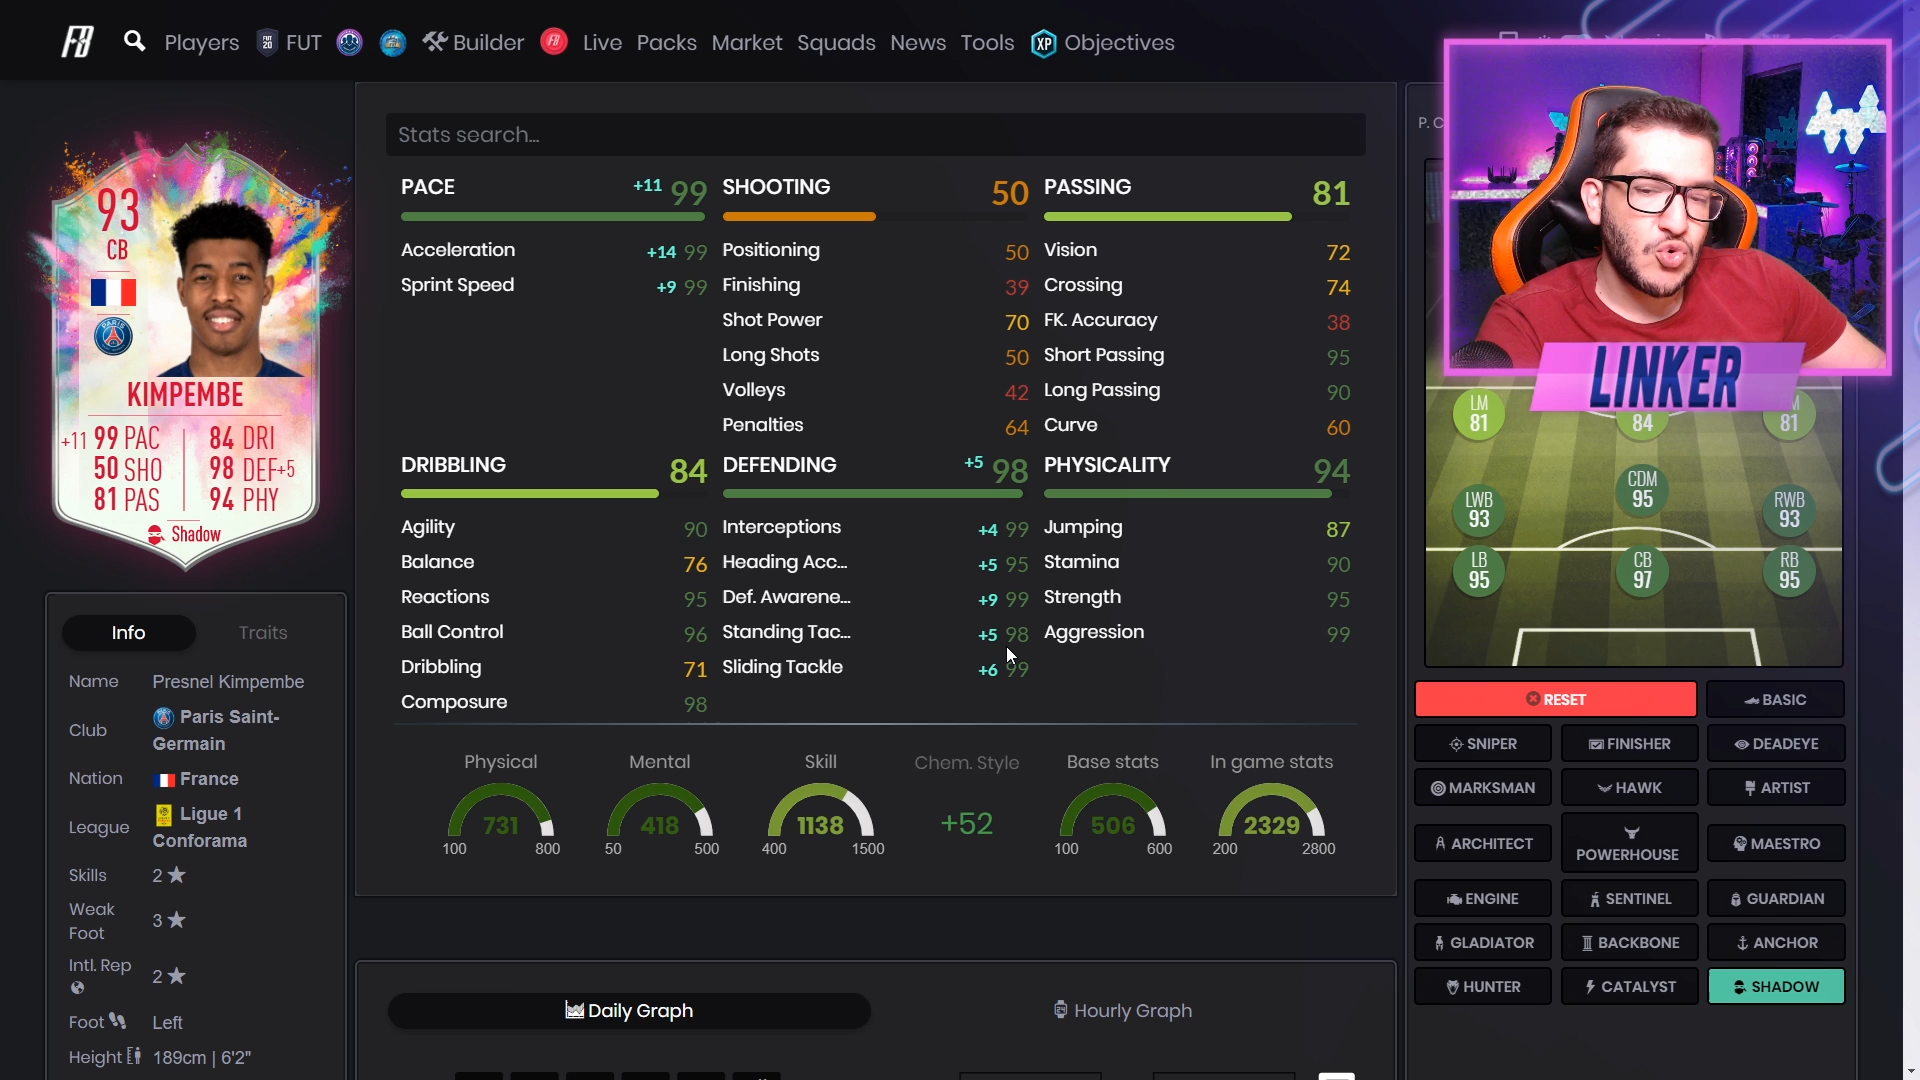 FB Players FUT 20 FUT Builder FB Live Packs Market Squads News Tools XP Objectives
93
CB
PARIS
KIMPEMBE
+11 99 PAC 84 DRI
50 SHO 98 DEF+5
81 PAS 94 PHY
Shadow
Info Traits
Name Presnel Kimpembe
Club Paris Saint-
Germain
Nation France
League Ligue 1
Conforama
Skills 2
Weak
Foot 3
Intl. Rep 2
Foot Left
Height 189cm | 6'2"
Stats search...
PACE +11 99
Acceleration +14 99
Sprint Speed +9 99
SHOOTING 50
Positioning 50
Finishing 39
Shot Power 70
Long Shots 50
Volleys 42
Penalties 64
PASSING 81
Vision 72
Crossing 74
FK. Accuracy 38
Short Passing 95
Long Passing 90
Curve 60
DRIBBLING 84
Agility 90
Balance 76
Reactions 95
Ball Control 96
Dribbling 71
Composure 98
DEFENDING +5 98
Interceptions +4 99
Heading Acc... +5 95
Def. Awarene... +9 99
Standing Tac... +5 98
Sliding Tackle +6 99
PHYSICALITY 94
Jumping 87
Stamina 90
Strength 95
Aggression 99
Physical
731
100 800
Mental
418
50 500
Skill
1138
400 1500
Chem. Style
+52
Base stats
506
100 600
In game stats
2329
200 2800
Daily Graph Hourly Graph
P. C
LINKER
LM
81
84
M
81
LWB
93
CDM
95
RWB
93
LB
95
CB
97
RB
95
RESET BASIC
SNIPER FINISHER DEADEYE
MARKSMAN HAWK ARTIST
ARCHITECT POWERHOUSE MAESTRO
ENGINE SENTINEL GUARDIAN
GLADIATOR BACKBONE ANCHOR
HUNTER CATALYST SHADOW